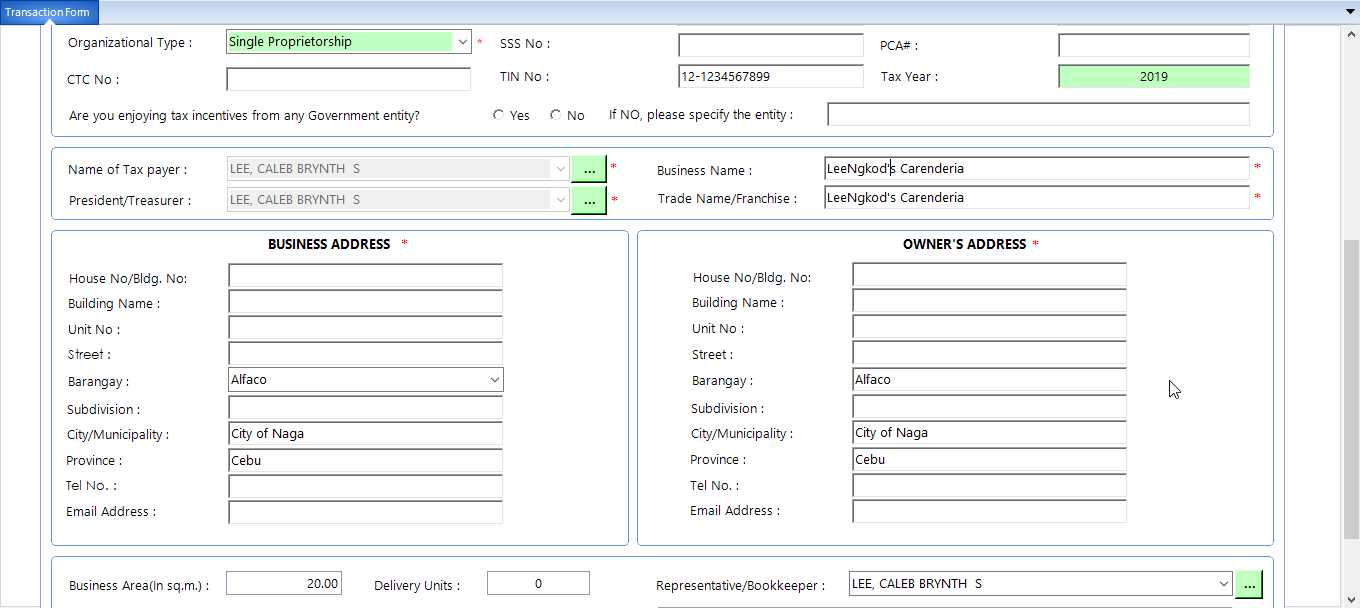 Transaction Form
Organizational Type : Single Proprietorship * SSS No : PCA# :
CTC No : TIN No : 12-1234567899 Tax Year : 2019
Are you enjoying tax incentives from any Government entity? Yes No If NO, please specify the entity :
Name of Tax payer : LEE, CALEB BRYNTH S ... * Business Name : LeeNgkod's Carenderia *
President/Treasurer : LEE, CALEB BRYNTH S ... * Trade Name/Franchise : LeeNgkod's Carenderia *
BUSINESS ADDRESS *
House No/Bldg. No:
Building Name :
Unit No :
Street :
Barangay : Alfaco
Subdivision :
City/Municipality : City of Naga
Province : Cebu
Tel No. :
Email Address :
OWNER'S ADDRESS *
House No/Bldg. No:
Building Name :
Unit No :
Street :
Barangay : Alfaco
Subdivision :
City/Municipality : City of Naga
Province : Cebu
Tel No. :
Email Address :
Business Area(In sq.m.) : 20.00 Delivery Units : 0 Representative/Bookkeeper : LEE, CALEB BRYNTH S ...